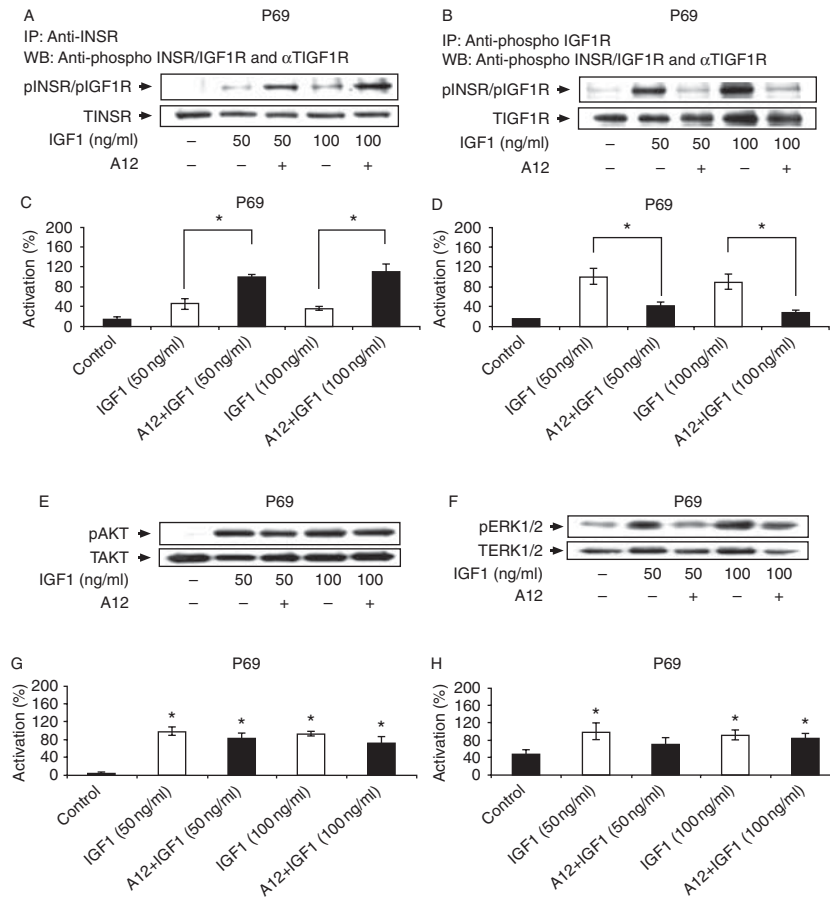 A
P69
IP: Anti-INSR
WB: Anti-phospho INSR/IGF1R and αTIGF1R
pINSR/pIGF1R
TINSR
IGF1 (ng/ml) – 50 50 100 100
A12 – – + – +
B
P69
IP: Anti-phospho IGF1R
WB: Anti-phospho INSR/IGF1R and αTIGF1R
pINSR/pIGF1R
TIGF1R
IGF1 (ng/ml) – 50 50 100 100
A12 – – + – +
C
P69
Activation (%)
200
160
120
80
40
0
* *
Control
IGF1 (50 ng/ml)
A12+IGF1 (50 ng/ml)
IGF1 (100 ng/ml)
A12+IGF1 (100 ng/ml)
D
P69
Activation (%)
200
160
120
80
40
0
* *
Control
IGF1 (50 ng/ml)
A12+IGF1 (50 ng/ml)
IGF1 (100 ng/ml)
A12+IGF1 (100 ng/ml)
E
P69
pAKT
TAKT
IGF1 (ng/ml) – 50 50 100 100
A12 – – + – +
F
P69
pERK1/2
TERK1/2
IGF1 (ng/ml) – 50 50 100 100
A12 – – + – +
G
P69
Activation (%)
200
160
120
80
40
0
* * * *
Control
IGF1 (50 ng/ml)
A12+IGF1 (50 ng/ml)
IGF1 (100 ng/ml)
A12+IGF1 (100 ng/ml)
H
P69
Activation (%)
200
160
120
80
40
0
* * *
Control
IGF1 (50 ng/ml)
A12+IGF1 (50 ng/ml)
IGF1 (100 ng/ml)
A12+IGF1 (100 ng/ml)